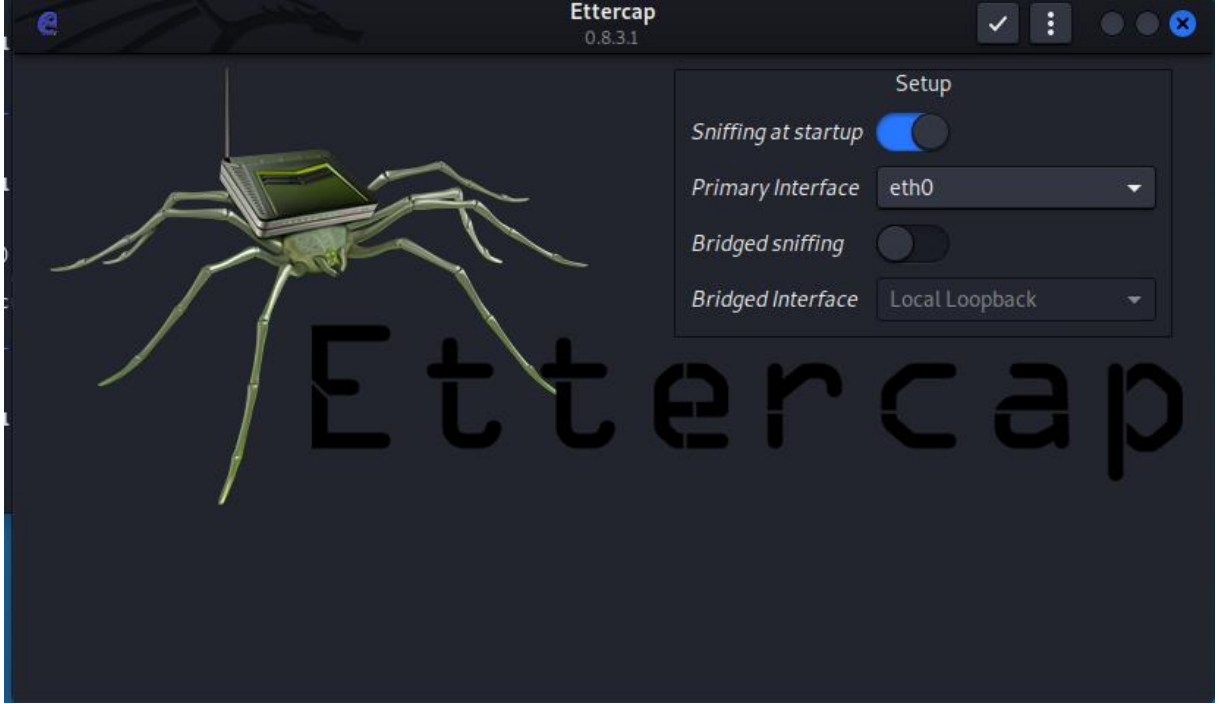 Ettercap
0.8.3.1
Setup
Sniffing at startup
Primary Interface eth0
Bridged sniffing
Bridged Interface Local Loopback
Ettercap